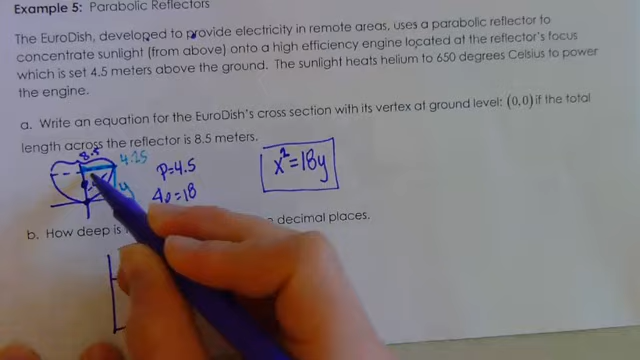 Example 5: Parabolic Reflectors
The EuroDish, developed to provide electricity in remote areas, uses a parabolic reflector to
concentrate sunlight (from above) onto a high efficiency engine located at the reflector's focus
which is set 4.5 meters above the ground. The sunlight heats helium to 650 degrees Celsius to power
the engine.
a. Write an equation for the EuroDish's cross section with its vertex at ground level: (0,0) if the total
length across the reflector is 8.5 meters.
8.5
4.25
y
p=4.5
4p=18
x²=18y
b. How deep is decimal places.